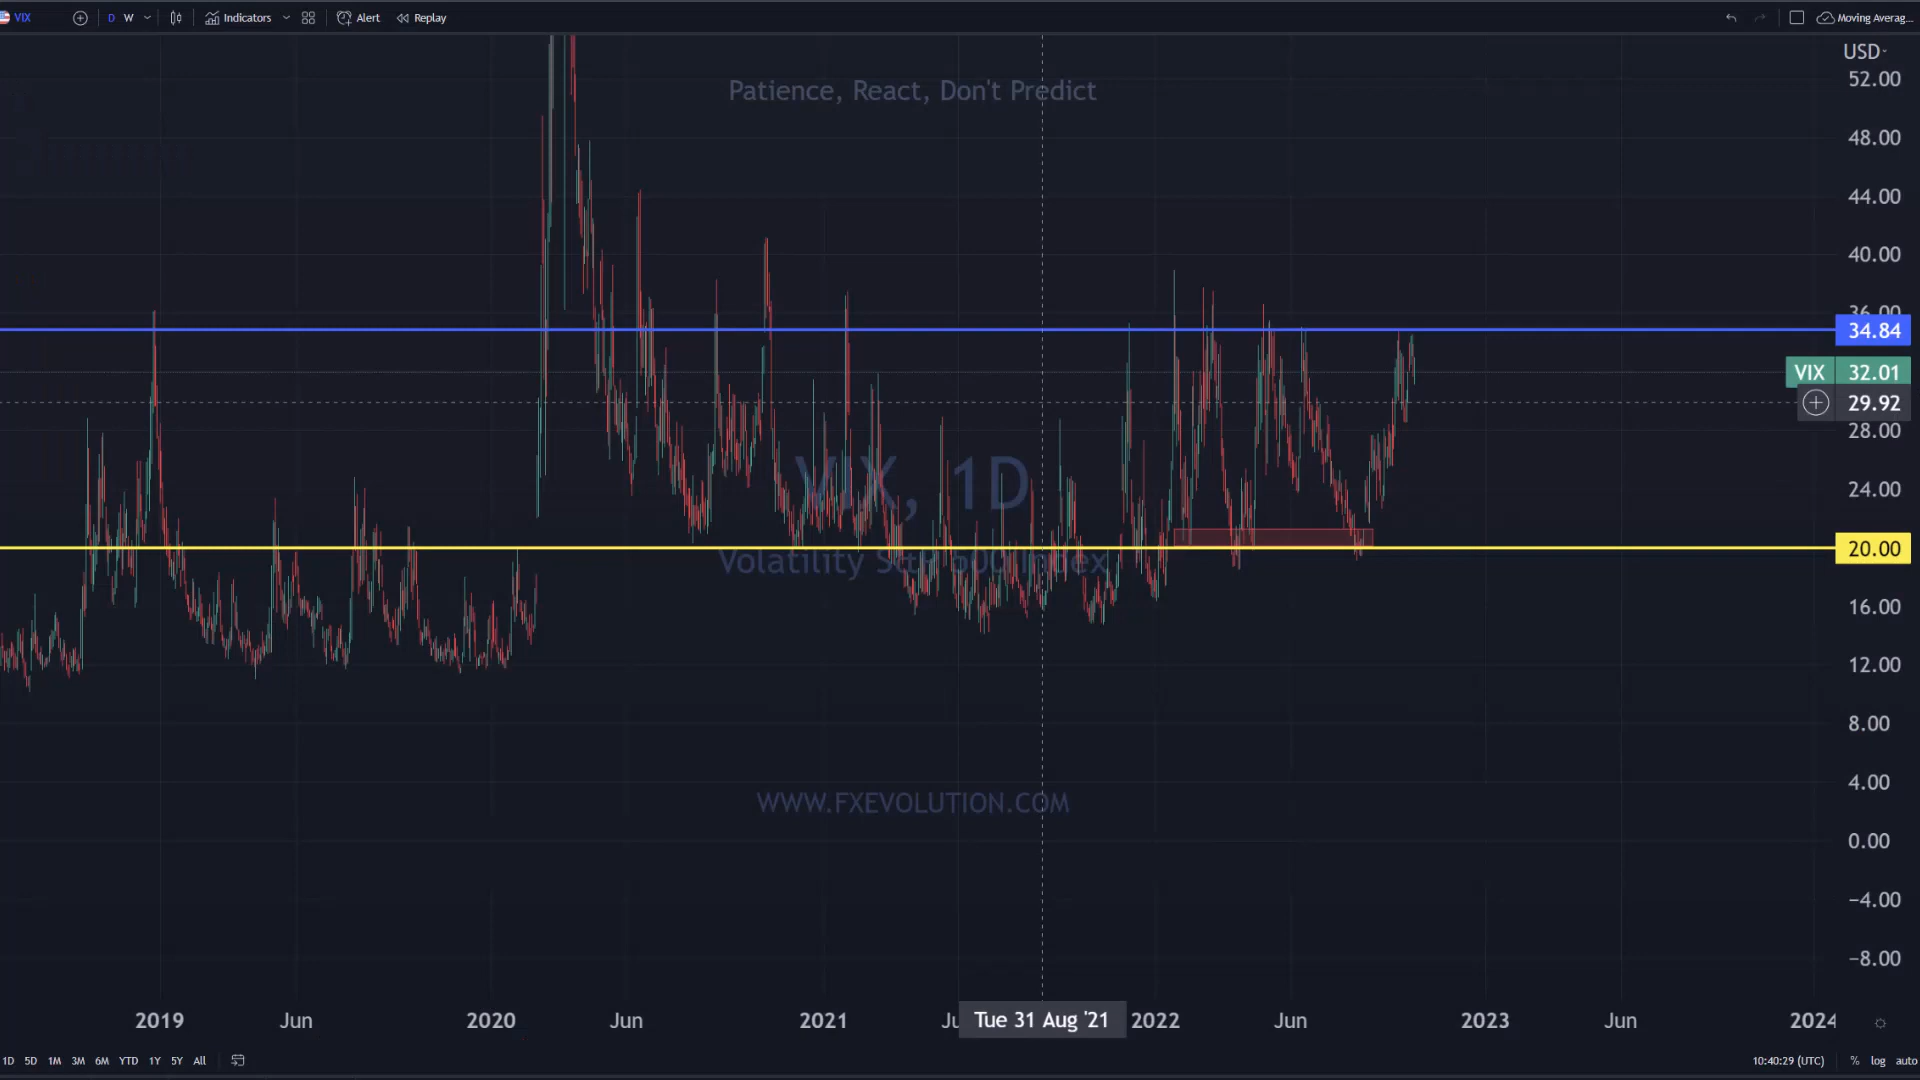 VIX D W Indicators Alert Replay Moving Averag...
USD
Patience, React, Don't Predict
52.00
48.00
44.00
40.00
36.00
34.84
VIX 32.01
29.92
28.00
VIX, 1D
24.00
Volatility S&P 500 Index
20.00
16.00
12.00
8.00
4.00
WWW.FXEVOLUTION.COM
0.00
−4.00
−8.00
2019 Jun 2020 Jun 2021 Ju Tue 31 Aug '21 2022 Jun 2023 Jun 2024
1D 5D 1M 3M 6M YTD 1Y 5Y All 10:40:29 (UTC) % log auto